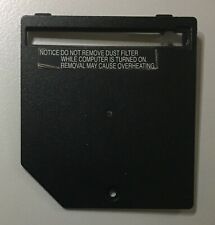 NOTICE DO NOT REMOVE DUST FILTER
WHILE COMPUTER IS TURNED ON.
REMOVAL MAY CAUSE OVERHEATING.